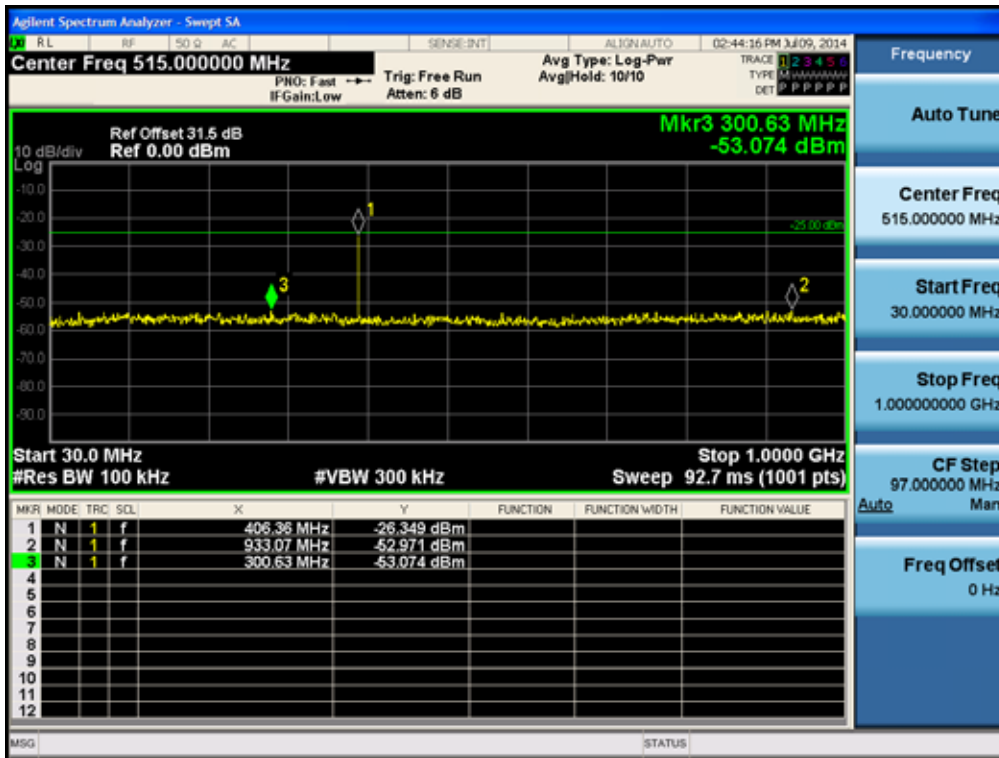 Agilent Spectrum Analyzer - Swept SA
RL RF 50 Ω AC SENSE:INT ALIGN AUTO 02:44:16 PM Jul 09, 2014
Center Freq 515.000000 MHz
PNO: Fast
IFGain:Low
Trig: Free Run
Atten: 6 dB
Avg Type: Log-Pwr
Avg|Hold: 10/10
TRACE 1 2 3 4 5 6
TYPE M
DET P P P P P P
Mkr3 300.63 MHz
-53.074 dBm
Ref Offset 31.5 dB
10 dB/div Ref 0.00 dBm
Log
-10.0
-20.0
-30.0
-40.0
-50.0
-60.0
-70.0
-80.0
-90.0
1
2
3
-25.00 dBm
Start 30.0 MHz Stop 1.0000 GHz
#Res BW 100 kHz #VBW 300 kHz Sweep 92.7 ms (1001 pts)
MKR MODE TRC SCL X Y FUNCTION FUNCTION WIDTH FUNCTION VALUE
1 N 1 f 406.36 MHz -26.349 dBm
2 N 1 f 933.07 MHz -52.971 dBm
3 N 1 f 300.63 MHz -53.074 dBm
4
5
6
7
8
9
10
11
12
MSG STATUS
Frequency
Auto Tune
Center Freq
515.000000 MHz
Start Freq
30.000000 MHz
Stop Freq
1.000000000 GHz
CF Step
97.000000 MHz
Auto Man
Freq Offset
0 Hz